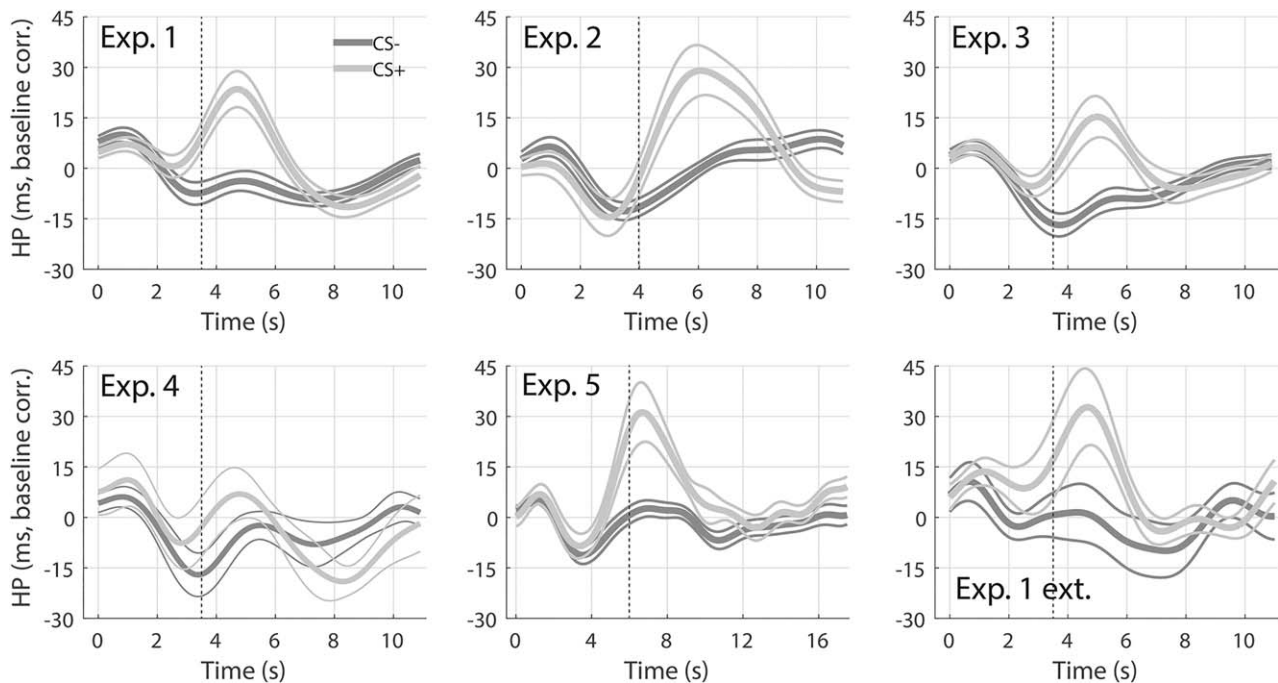 HP (ms, baseline corr.)
45
30
15
0
-15
-30
Exp. 1
CS-
CS+
0 2 4 6 8 10
Time (s)
45
30
15
0
-15
-30
Exp. 2
0 2 4 6 8 10
Time (s)
45
30
15
0
-15
-30
Exp. 3
0 2 4 6 8 10
Time (s)
HP (ms, baseline corr.)
45
30
15
0
-15
-30
Exp. 4
0 2 4 6 8 10
Time (s)
45
30
15
0
-15
-30
Exp. 5
0 4 8 12 16
Time (s)
45
30
15
0
-15
-30
Exp. 1 ext.
0 2 4 6 8 10
Time (s)